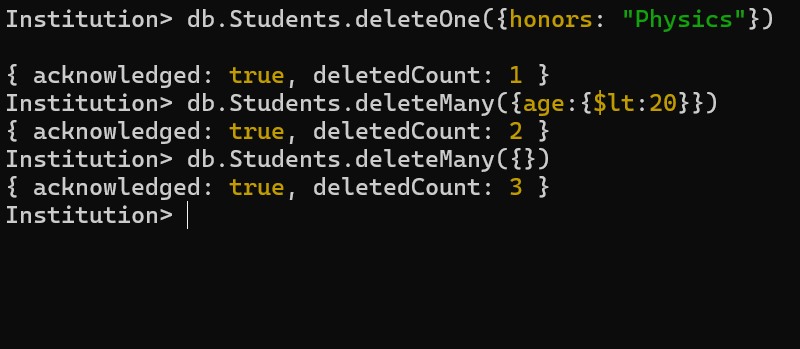 Institution> db.Students.deleteOne({honors: "Physics"})
{ acknowledged: true, deletedCount: 1 }
Institution> db.Students.deleteMany({age:{$lt:20}})
{ acknowledged: true, deletedCount: 2 }
Institution> db.Students.deleteMany({})
{ acknowledged: true, deletedCount: 3 }
Institution>